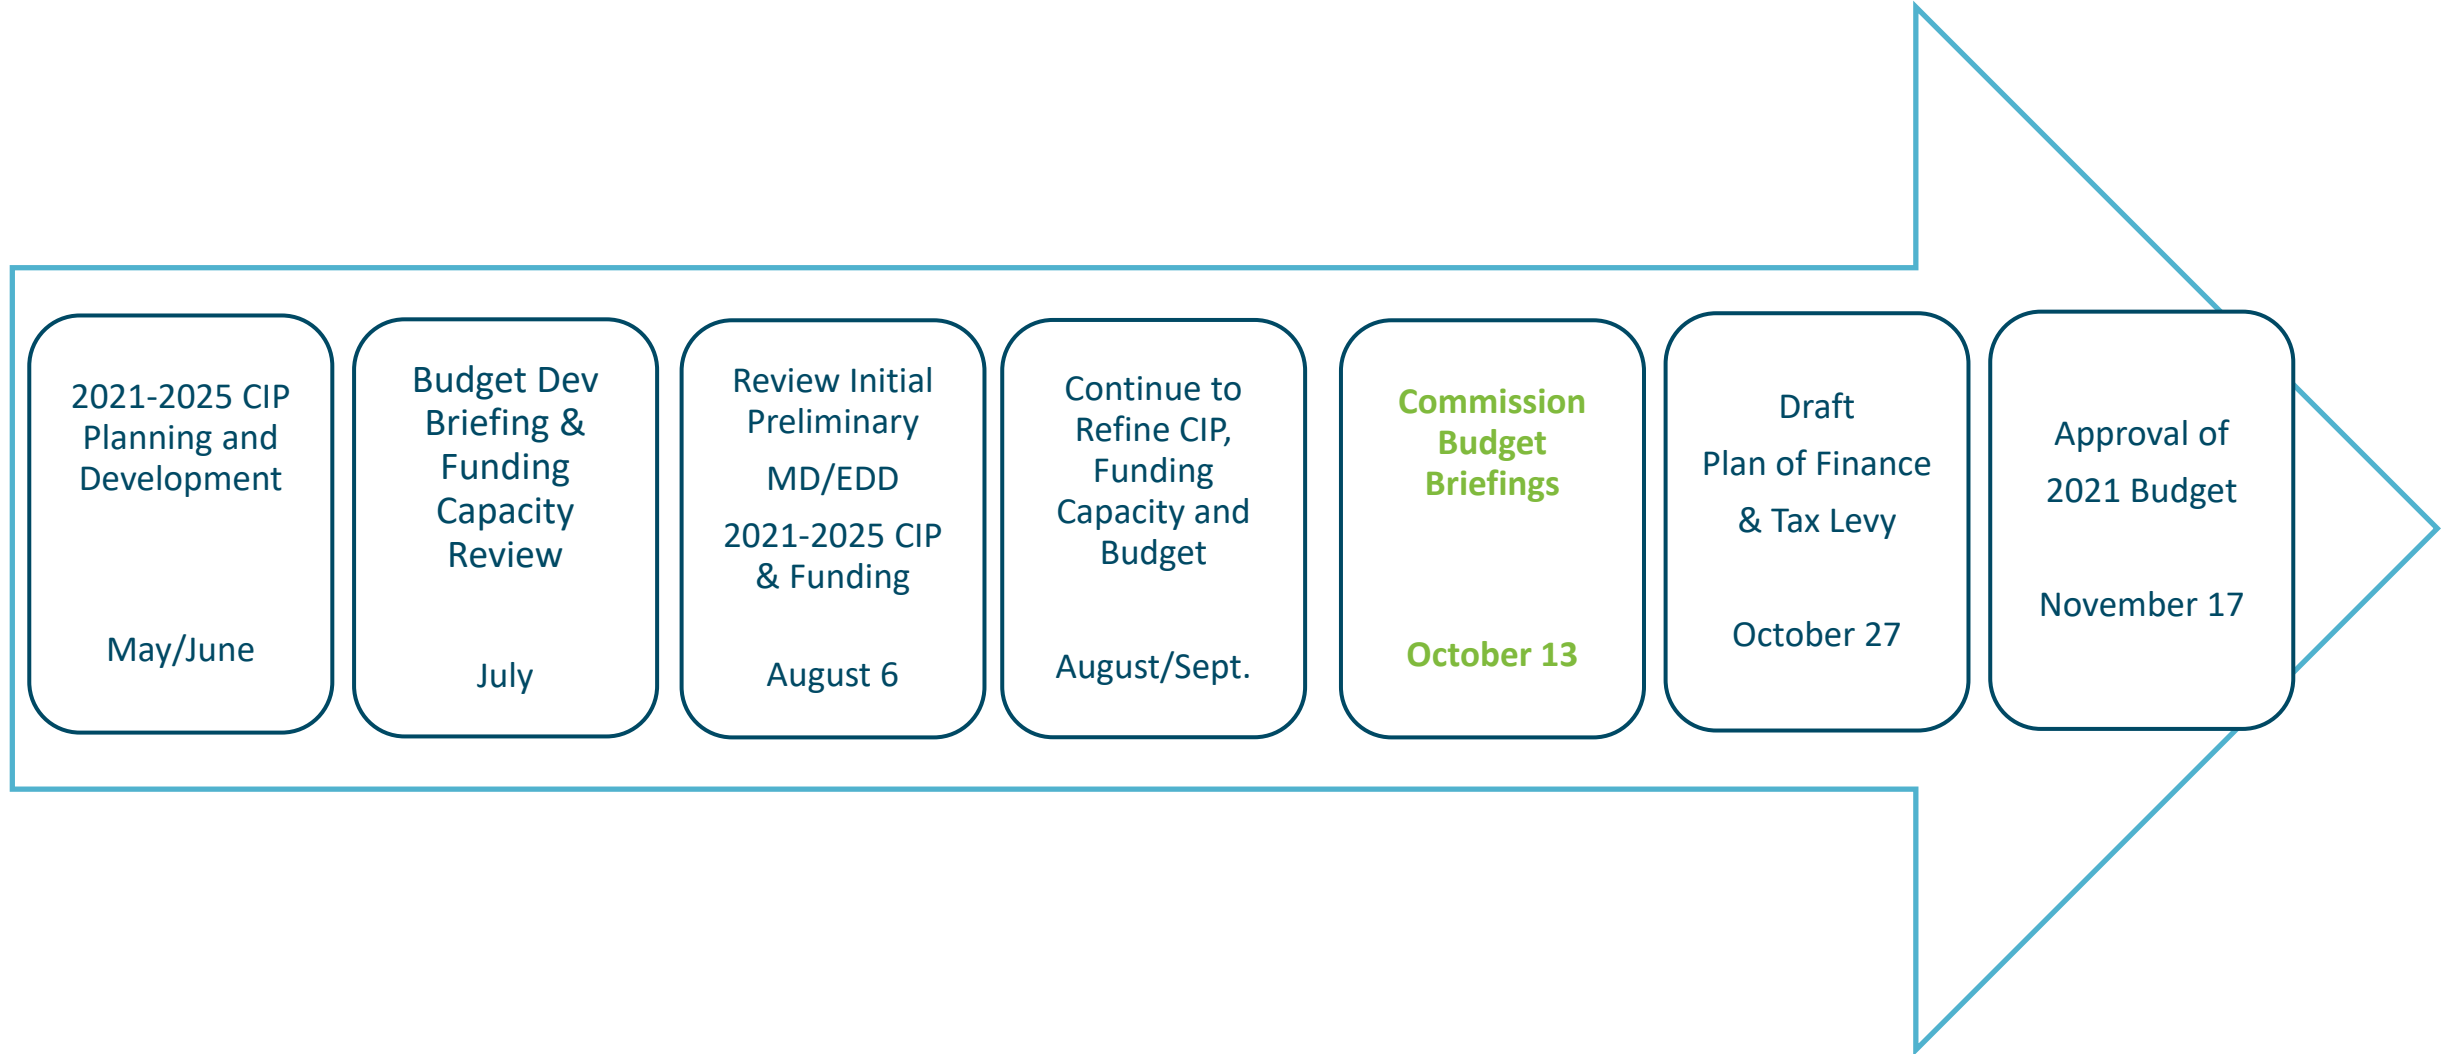 2021-2025 CIP
Planning and
Development
May/June
Budget Dev
Briefing &
Funding
Capacity
Review
July
Review Initial
Preliminary
MD/EDD
2021-2025 CIP
& Funding
August 6
Continue to
Refine CIP,
Funding
Capacity and
Budget
August/Sept.
Commission
Budget
Briefings
October 13
Draft
Plan of Finance
& Tax Levy
October 27
Approval of
2021 Budget
November 17